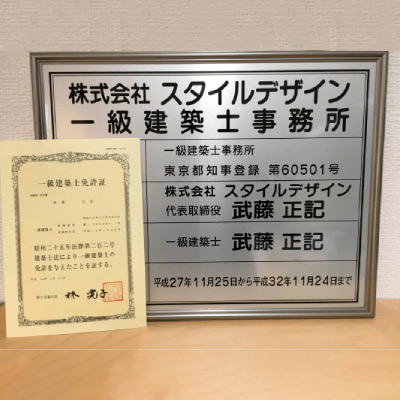 株式会社 スタイルデザイン
一級建築士事務所
一級建築士事務所
東京都知事登録 第60501号
株式会社 スタイルデザイン
代表取締役 武藤 正記
一級建築士 武藤 正記
平成27年11月25日から平成32年11月24日まで
一級建築士免許証
昭和二十五年法律第二百二号
建築士法により一級建築士の
免許を与えたことを証する。